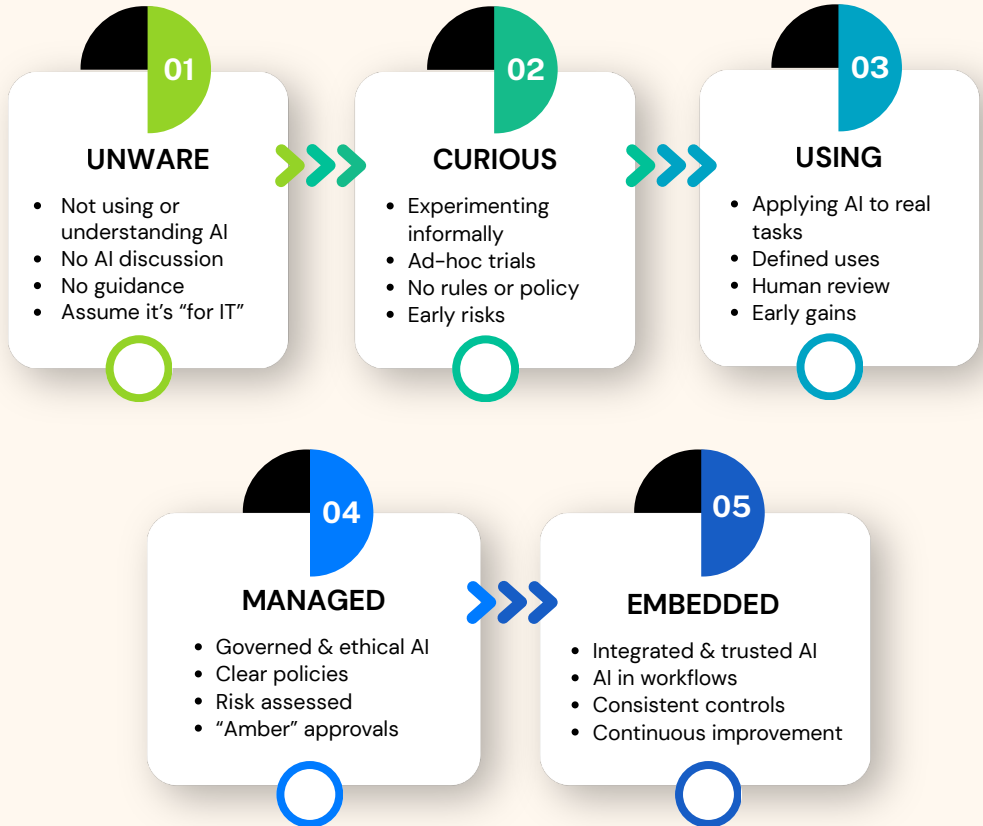 01
UNWARE
• Not using or
understanding AI
• No AI discussion
• No guidance
• Assume it's “for IT”
02
CURIOUS
• Experimenting
informally
• Ad-hoc trials
• No rules or policy
• Early risks
03
USING
• Applying AI to real
tasks
• Defined uses
• Human review
• Early gains
04
MANAGED
• Governed & ethical AI
• Clear policies
• Risk assessed
• “Amber” approvals
05
EMBEDDED
• Integrated & trusted AI
• AI in workflows
• Consistent controls
• Continuous improvement